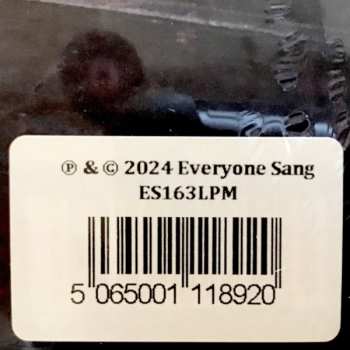 ℗ & © 2024 Everyone Sang
ES163LPM
5 065001 118920